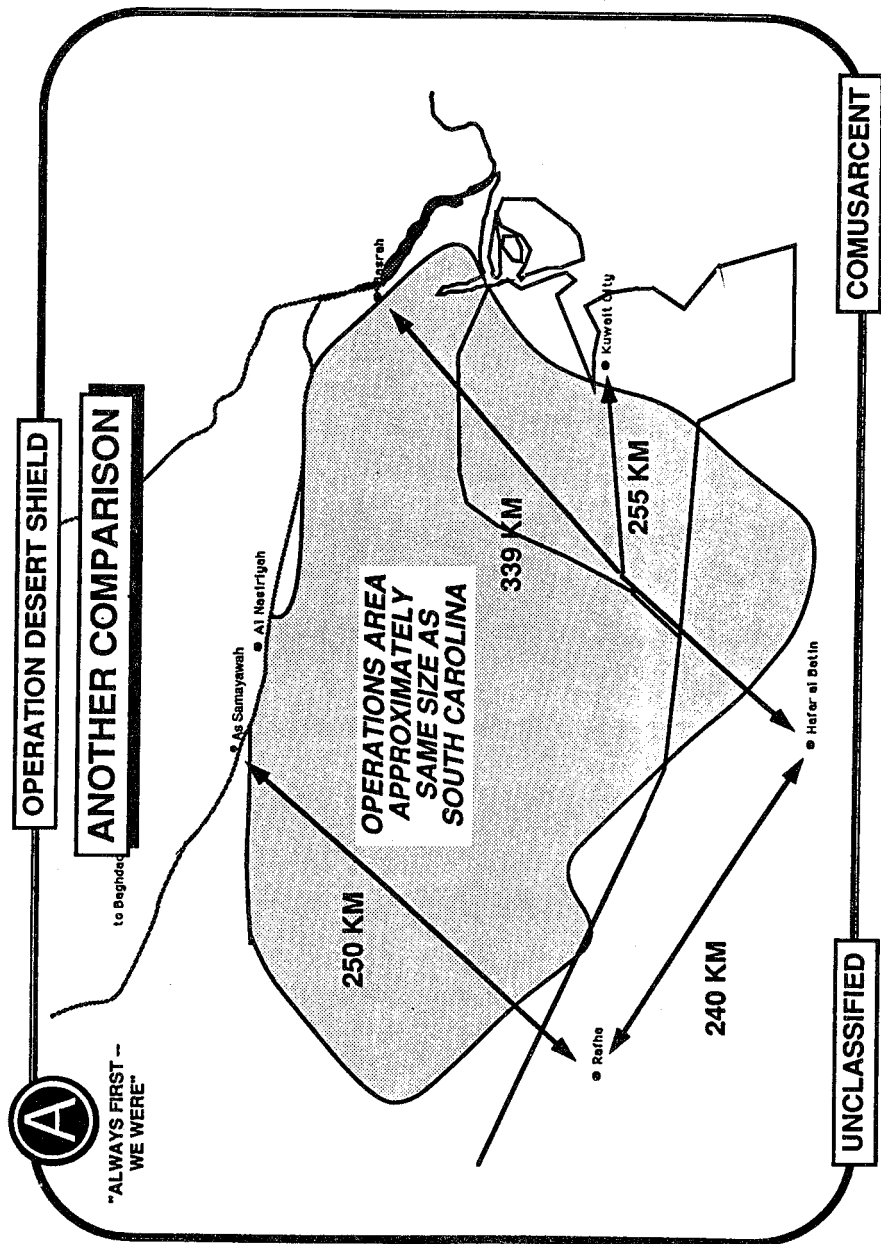 OPERATION DESERT SHIELD
A
"ALWAYS FIRST –
WE WERE"
ANOTHER COMPARISON
to Baghdad
As Samayawah
Al Nasiriyah
Basrah
250 KM
OPERATIONS AREA
APPROXIMATELY
SAME SIZE AS
SOUTH CAROLINA
339 KM
255 KM
Kuwait City
Rafha
240 KM
Hafar al Batin
UNCLASSIFIED
COMUSARCENT